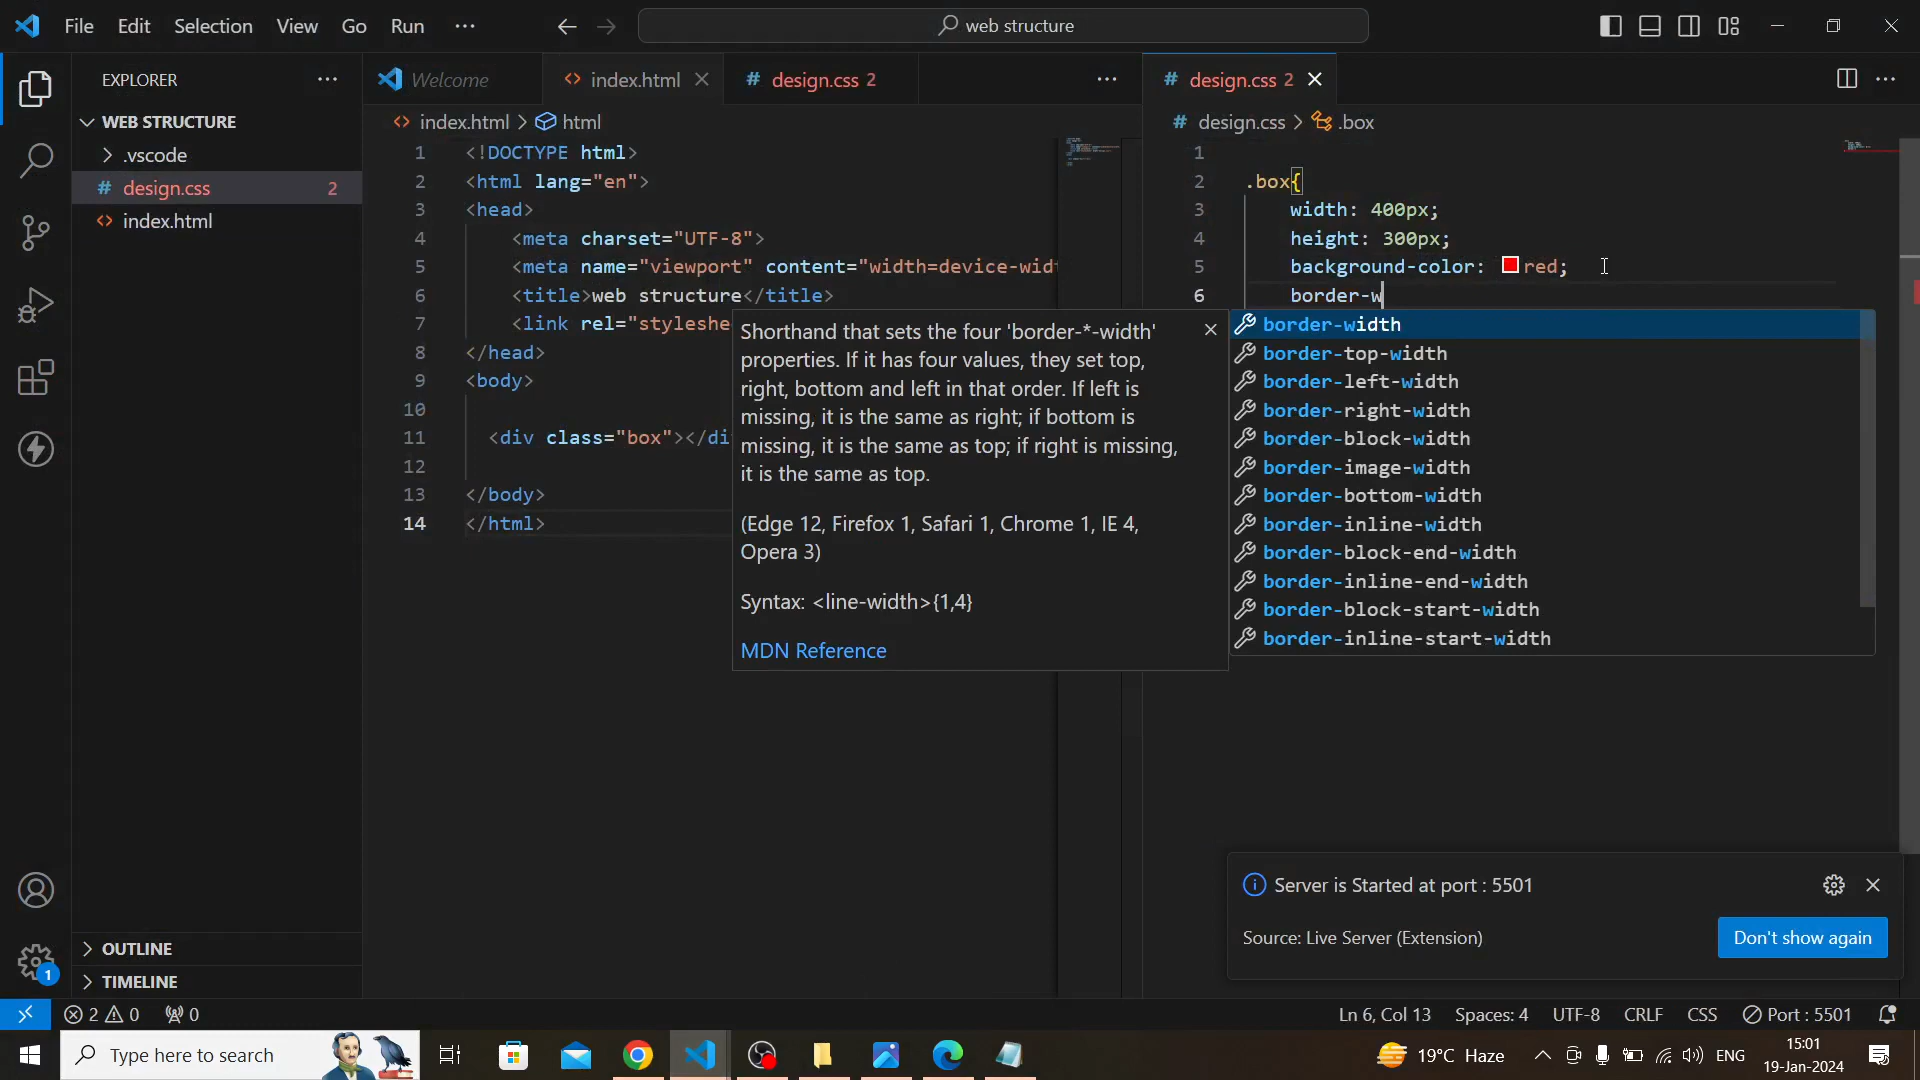 File Edit Selection View Go Run ··· web structure
EXPLORER
WEB STRUCTURE
.vscode
design.css 2
index.html
OUTLINE
TIMELINE
Welcome index.html design.css 2
index.html > html
1 <!DOCTYPE html>
2 <html lang="en">
3 <head>
4 <meta charset="UTF-8">
5 <meta name="viewport" content="width=device-widt
6 <title>web structure</title>
7 <link rel="styleshe
8 </head>
9 <body>
10
11 <div class="box"></di
12
13 </body>
14 </html>
design.css 2
design.css > .box
1
2 .box{
3 width: 400px;
4 height: 300px;
5 background-color: red;
6 border-w
Shorthand that sets the four 'border-*-width'
properties. If it has four values, they set top,
right, bottom and left in that order. If left is
missing, it is the same as right; if bottom is
missing, it is the same as top; if right is missing,
it is the same as top.
(Edge 12, Firefox 1, Safari 1, Chrome 1, IE 4,
Opera 3)
Syntax: <line-width>{1,4}
MDN Reference
border-width
border-top-width
border-left-width
border-right-width
border-block-width
border-image-width
border-bottom-width
border-inline-width
border-block-end-width
border-inline-end-width
border-block-start-width
border-inline-start-width
Server is Started at port : 5501
Source: Live Server (Extension) Don't show again
1
2 0 0 Ln 6, Col 13 Spaces: 4 UTF-8 CRLF CSS Port : 5501
Type here to search 19°C Haze ENG 15:01
19-Jan-2024